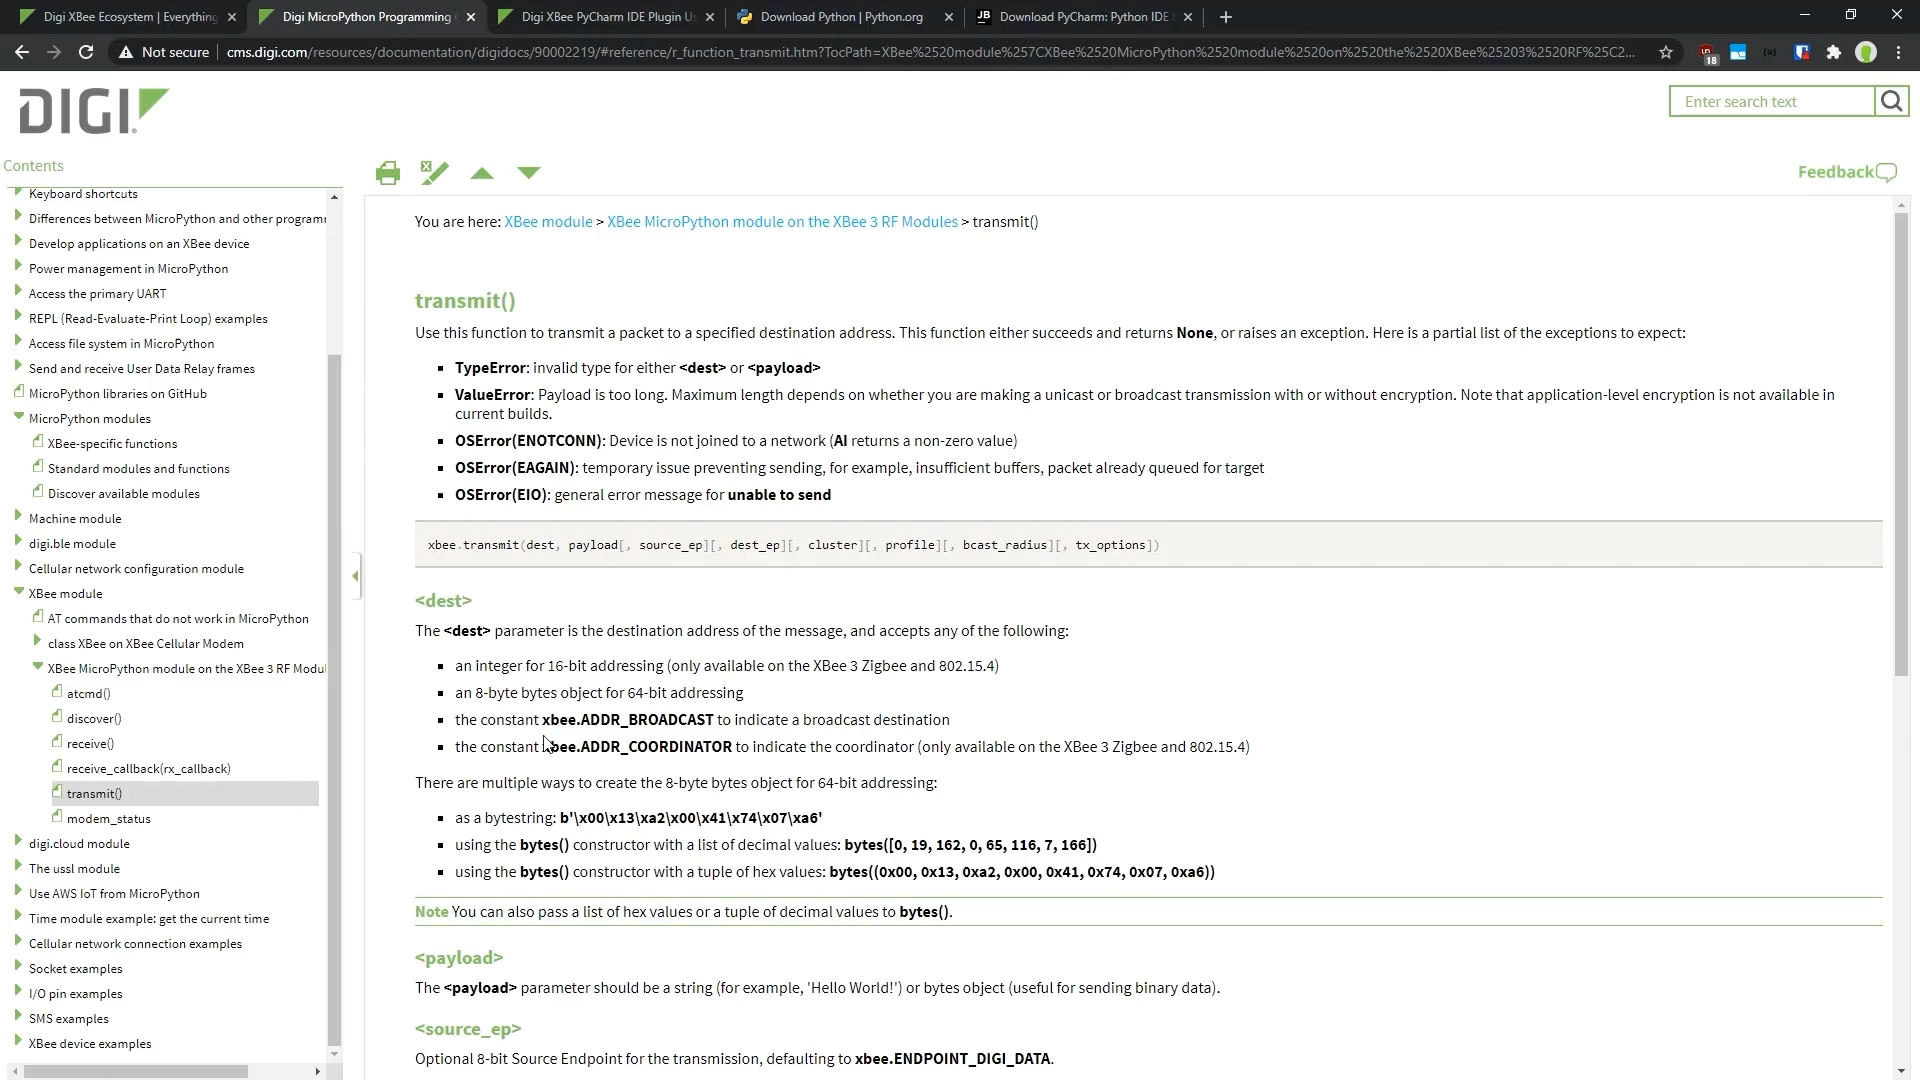 Digi XBee Ecosystem | Everything
Digi MicroPython Programming
Digi XBee PyCharm IDE Plugin U
Download Python | Python.org
JB
Download PyCharm: Python IDE
Not secure
cms.digi.com/resources/documentation/digidocs/90002219/#reference/r_function_transmit.htm?TocPath=XBee%2520module%257CXBee%2520MicroPython%2520module%2520on%2520the%2520XBee%25203%2520RF%25C2...
18
DIGI
Enter search text
Contents
Feedback
Keyboard shortcuts
Differences between MicroPython and other programm
Develop applications on an XBee device
Power management in MicroPython
Access the primary UART
REPL (Read-Evaluate-Print Loop) examples
Access file system in MicroPython
Send and receive User Data Relay frames
MicroPython libraries on GitHub
MicroPython modules
XBee-specific functions
Standard modules and functions
Discover available modules
Machine module
digi.ble module
Cellular network configuration module
XBee module
AT commands that do not work in MicroPython
class XBee on XBee Cellular Modem
XBee MicroPython module on the XBee 3 RF Modul
atcmd()
discover()
receive()
receive_callback(rx_callback)
transmit()
modem_status
digi.cloud module
The ussl module
Use AWS IoT from MicroPython
Time module example: get the current time
Cellular network connection examples
Socket examples
I/O pin examples
SMS examples
XBee device examples
You are here: XBee module > XBee MicroPython module on the XBee 3 RF Modules > transmit()
transmit()
Use this function to transmit a packet to a specified destination address. This function either succeeds and returns None, or raises an exception. Here is a partial list of the exceptions to expect:
TypeError: invalid type for either <dest> or <payload>
ValueError: Payload is too long. Maximum length depends on whether you are making a unicast or broadcast transmission with or without encryption. Note that application-level encryption is not available in
current builds.
OSError(ENOTCONN): Device is not joined to a network (AI returns a non-zero value)
OSError(EAGAIN): temporary issue preventing sending, for example, insufficient buffers, packet already queued for target
OSError(EIO): general error message for unable to send
xbee.transmit(dest, payload[, source_ep][, dest_ep][, cluster][, profile][, bcast_radius][, tx_options])
<dest>
The <dest> parameter is the destination address of the message, and accepts any of the following:
an integer for 16-bit addressing (only available on the XBee 3 Zigbee and 802.15.4)
an 8-byte bytes object for 64-bit addressing
the constant xbee.ADDR_BROADCAST to indicate a broadcast destination
the constant xbee.ADDR_COORDINATOR to indicate the coordinator (only available on the XBee 3 Zigbee and 802.15.4)
There are multiple ways to create the 8-byte bytes object for 64-bit addressing:
as a bytestring: b'\x00\x13\xa2\x00\x41\x74\x07\xa6'
using the bytes() constructor with a list of decimal values: bytes([0, 19, 162, 0, 65, 116, 7, 166])
using the bytes() constructor with a tuple of hex values: bytes((0x00, 0x13, 0xa2, 0x00, 0x41, 0x74, 0x07, 0xa6))
Note You can also pass a list of hex values or a tuple of decimal values to bytes().
<payload>
The <payload> parameter should be a string (for example, 'Hello World!') or bytes object (useful for sending binary data).
<source_ep>
Optional 8-bit Source Endpoint for the transmission, defaulting to xbee.ENDPOINT_DIGI_DATA.